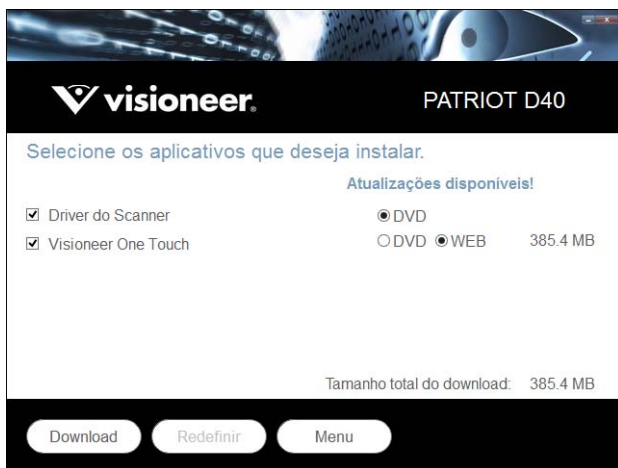 visioneer®
PATRIOT D40
Selecione os aplicativos que deseja instalar.
Atualizações disponíveis!
Driver do Scanner DVD
Visioneer One Touch DVD WEB 385.4 MB
Tamanho total do download: 385.4 MB
Download Redefinir Menu